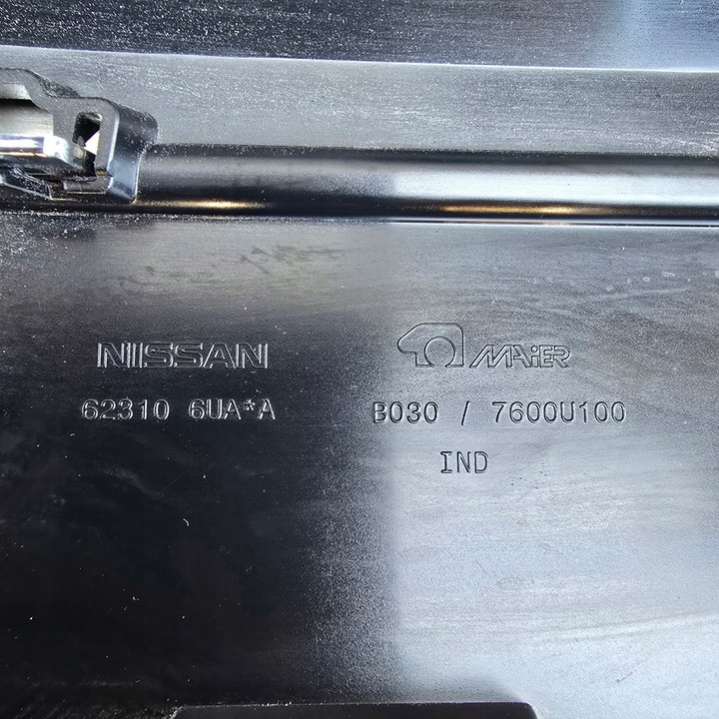 NISSAN
62310 6UA*A
MAIER
B030 / 7600U100
IND